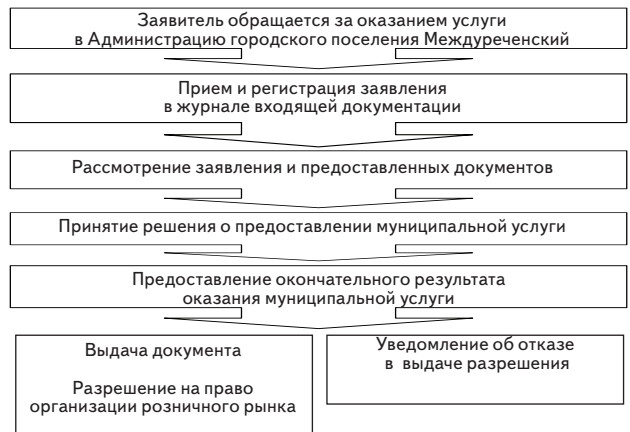 Заявитель обращается за оказанием услуги
в Администрацию городского поселения Междуреченский
Прием и регистрация заявления
в журнале входящей документации
Рассмотрение заявления и предоставленных документов
Принятие решения о предоставлении муниципальной услуги
Предоставление окончательного результата
оказания муниципальной услуги
Выдача документа
Разрешение на право
организации розничного рынка
Уведомление об отказе
в выдаче разрешения